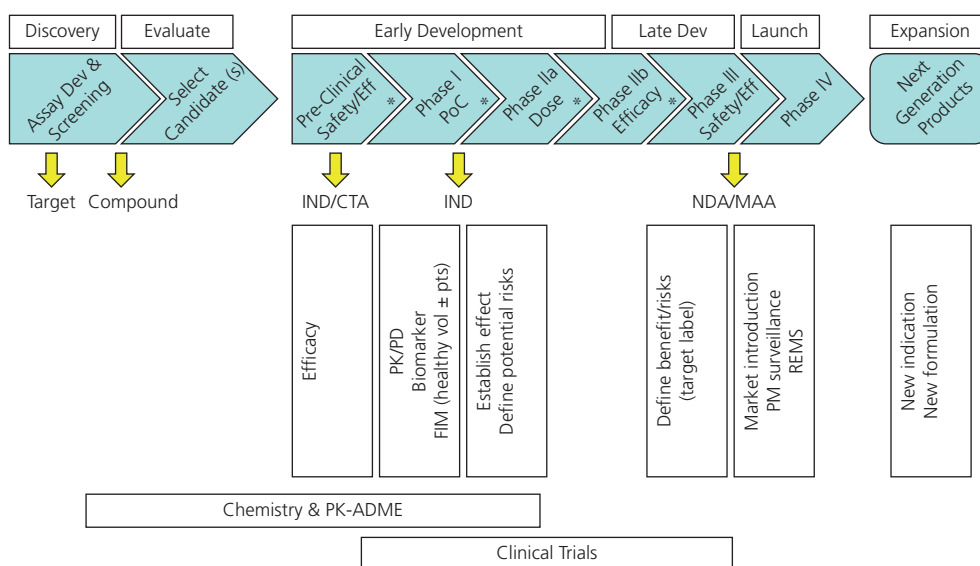 Discovery
Evaluate
Early Development
Late Dev
Launch
Expansion
Assay Dev &
Screening
Select
Candidate (s)
Pre-Clinical
Safety/Eff *
Phase I
PoC *
Phase IIa
Dose *
Phase IIb
Efficacy *
Phase III
Safety/Eff
Phase IV
Next
Generation
Products
Target
Compound
IND/CTA
IND
NDA/MAA
Efficacy
PK/PD
Biomarker
FIM (healthy vol ± pts)
Establish effect
Define potential risks
Define benefit/risks
(target label)
Market introduction
PM surveillance
REMS
New indication
New formulation
Chemistry & PK-ADME
Clinical Trials